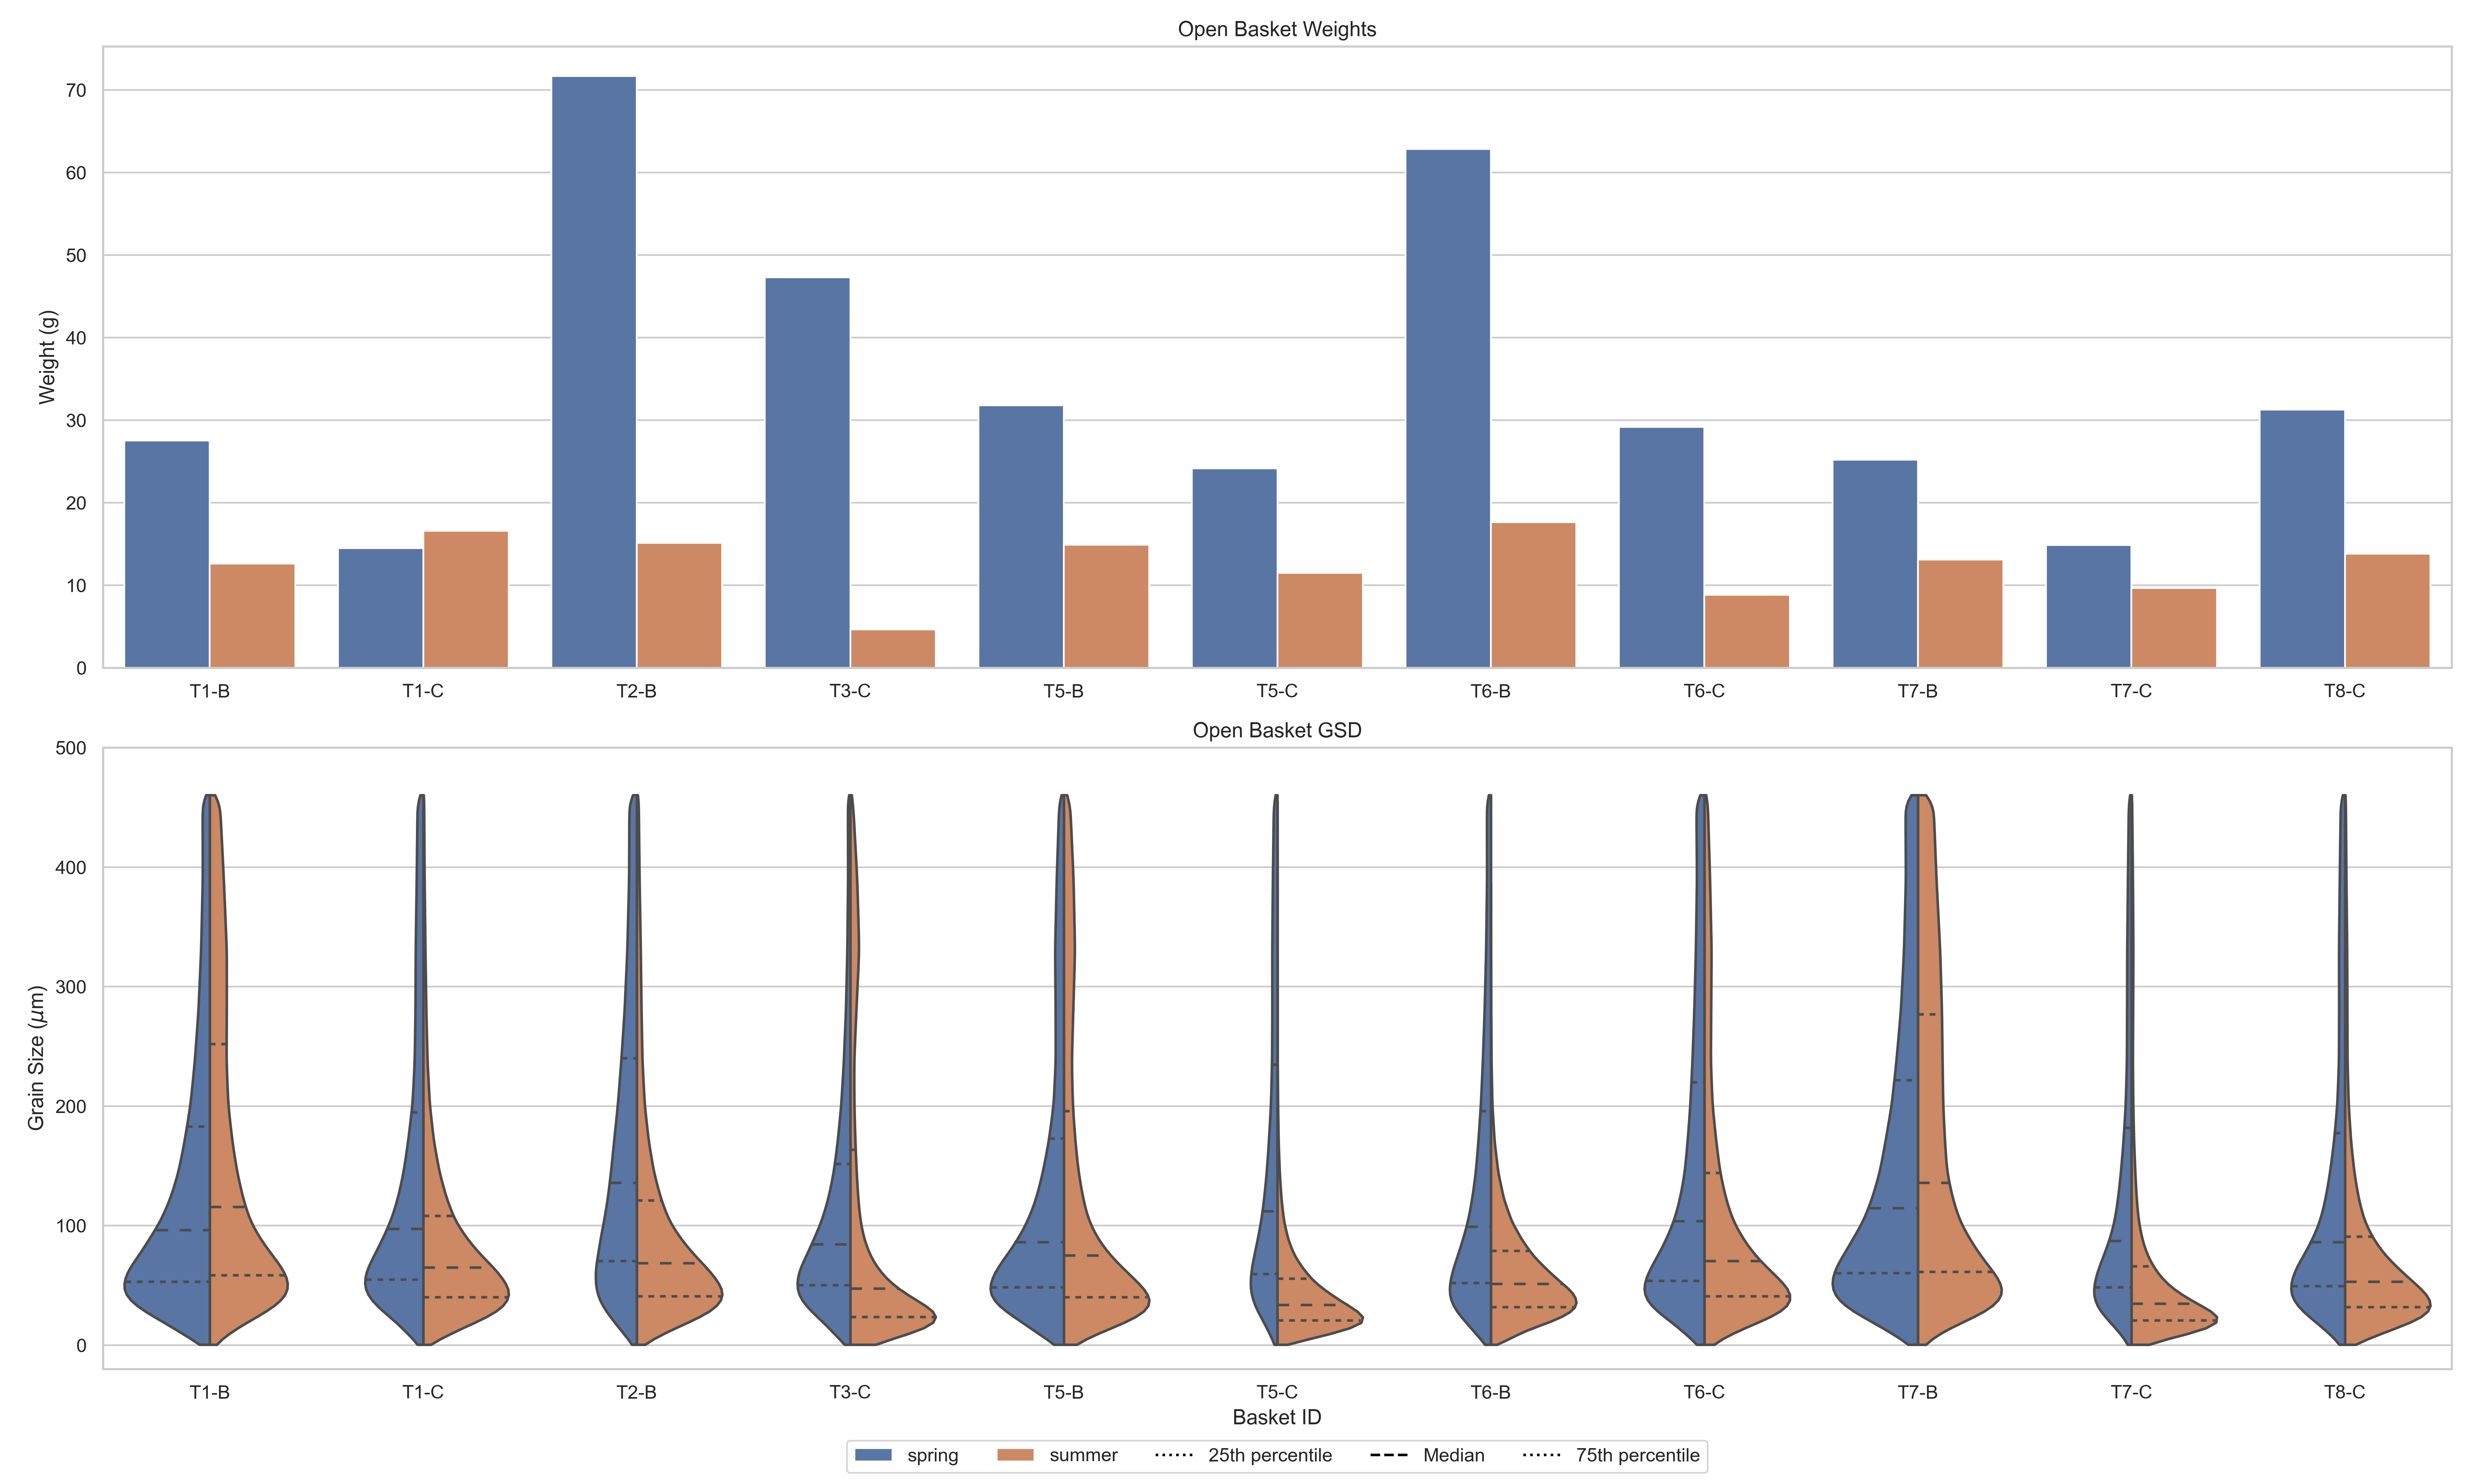 Open Basket Weights
Weight (g)
70
60
50
40
30
20
10
0
T1-B T1-C T2-B T3-C T5-B T5-C T6-B T6-C T7-B T7-C T8-C
Open Basket GSD
Grain Size (μm)
500
400
300
200
100
0
T1-B T1-C T2-B T3-C T5-B T5-C T6-B T6-C T7-B T7-C T8-C
Basket ID
spring summer 25th percentile Median 75th percentile